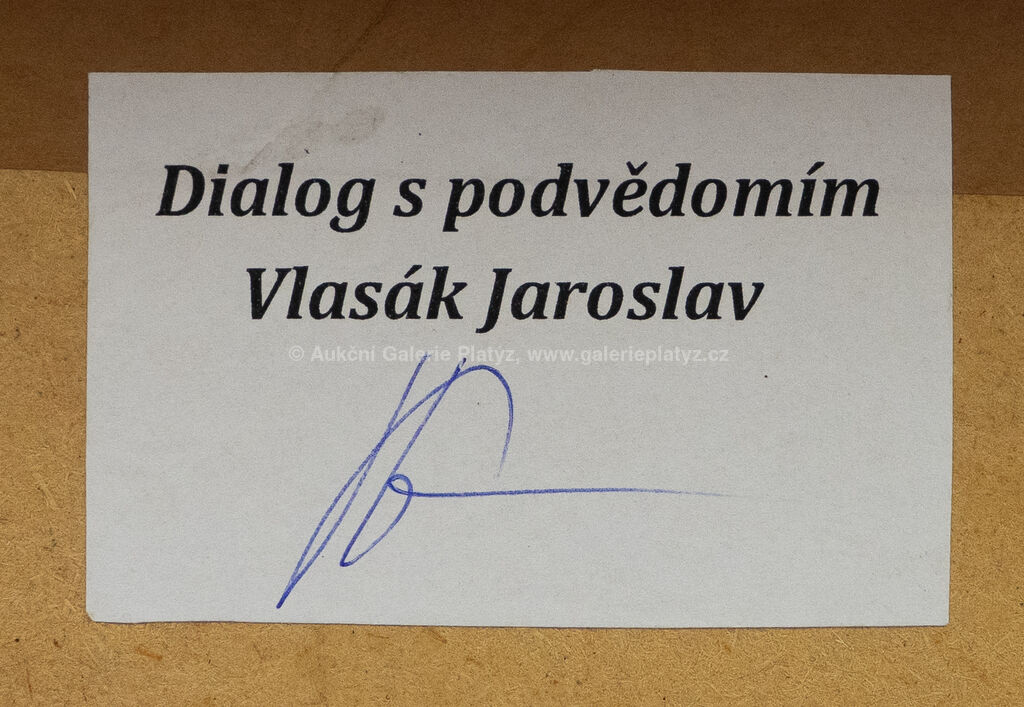 Dialog s podvědomím
Vlasák Jaroslav
© Aukční Galerie Platýz, www.galerieplatyz.cz